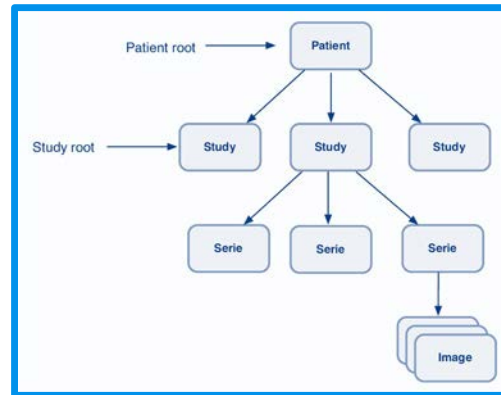 Patient root
Patient
Study root
Study
Study
Study
Serie
Serie
Serie
Image